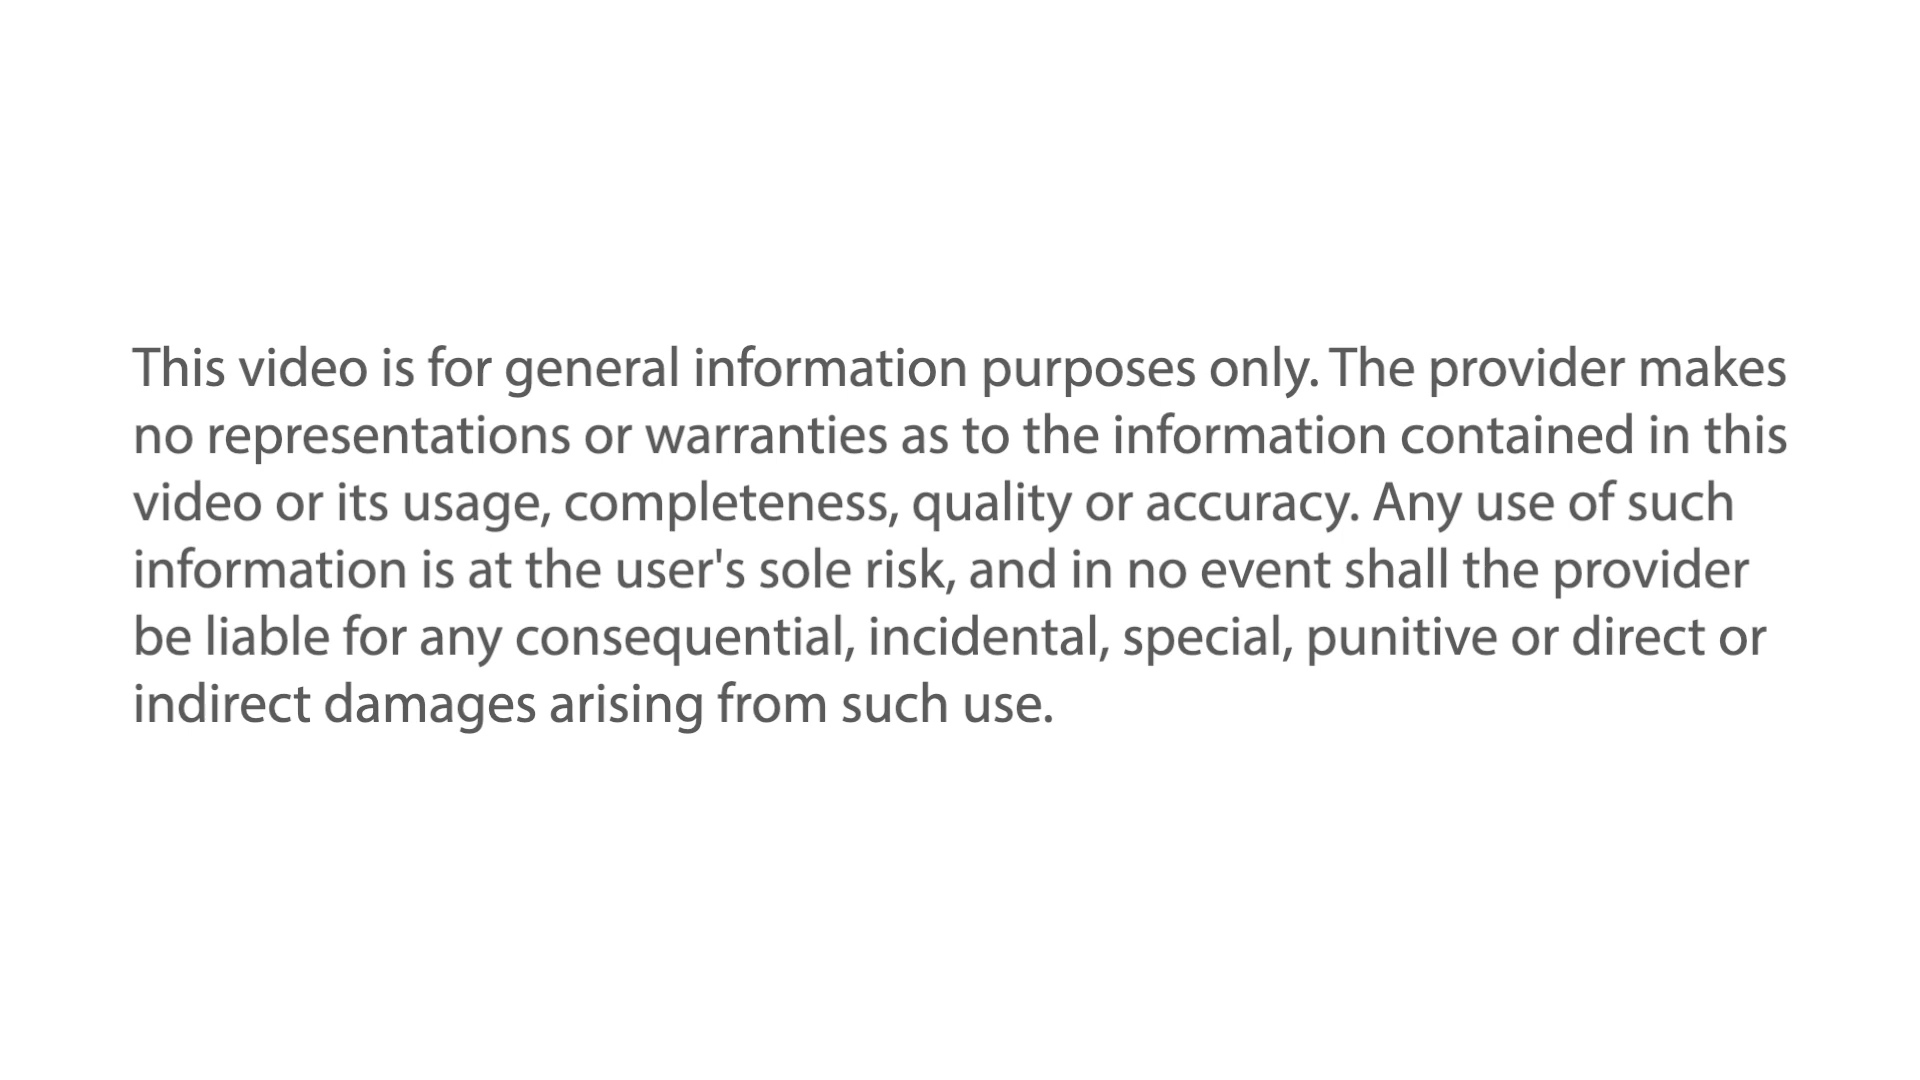 This video is for general information purposes only. The provider makes
no representations or warranties as to the information contained in this
video or its usage, completeness, quality or accuracy. Any use of such
information is at the user's sole risk, and in no event shall the provider
be liable for any consequential, incidental, special, punitive or direct or
indirect damages arising from such use.